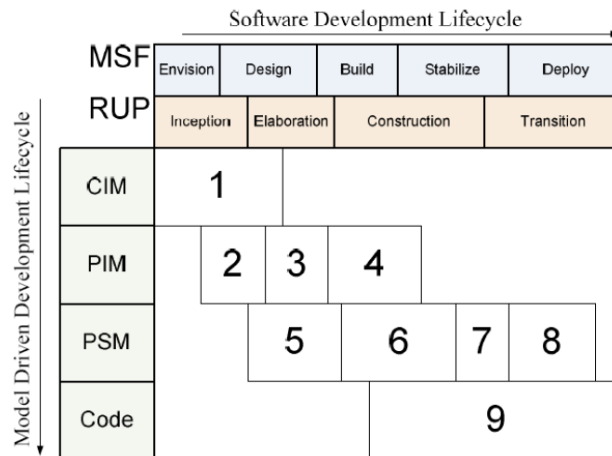 Software Development Lifecycle
MSF Envision Design Build Stabilize Deploy
RUP Inception Elaboration Construction Transition
Model Driven Development Lifecycle
CIM 1
PIM 2 3 4
PSM 5 6 7 8
Code 9